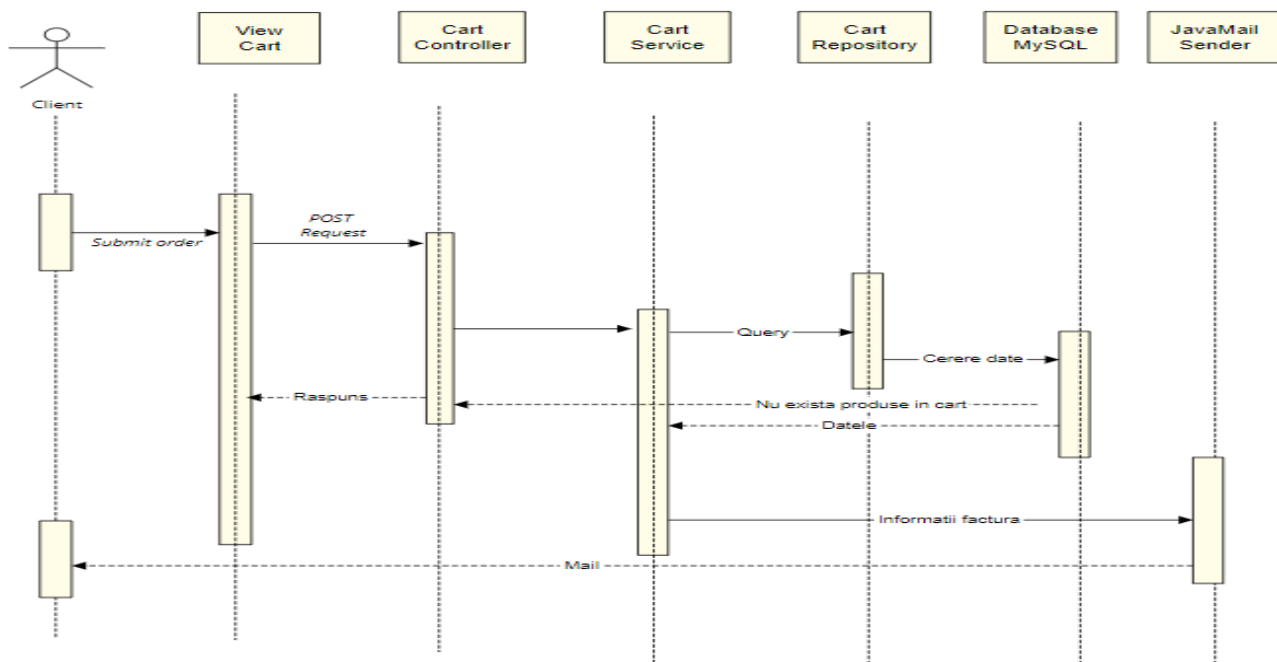 View
Cart
Cart
Controller
Cart
Service
Cart
Repository
Database
MySQL
JavaMail
Sender
Client
Submit order
POST
Request
Query
Cerere date
Raspuns
Nu exista produse in cart
Datele
Informatii factura
Mail